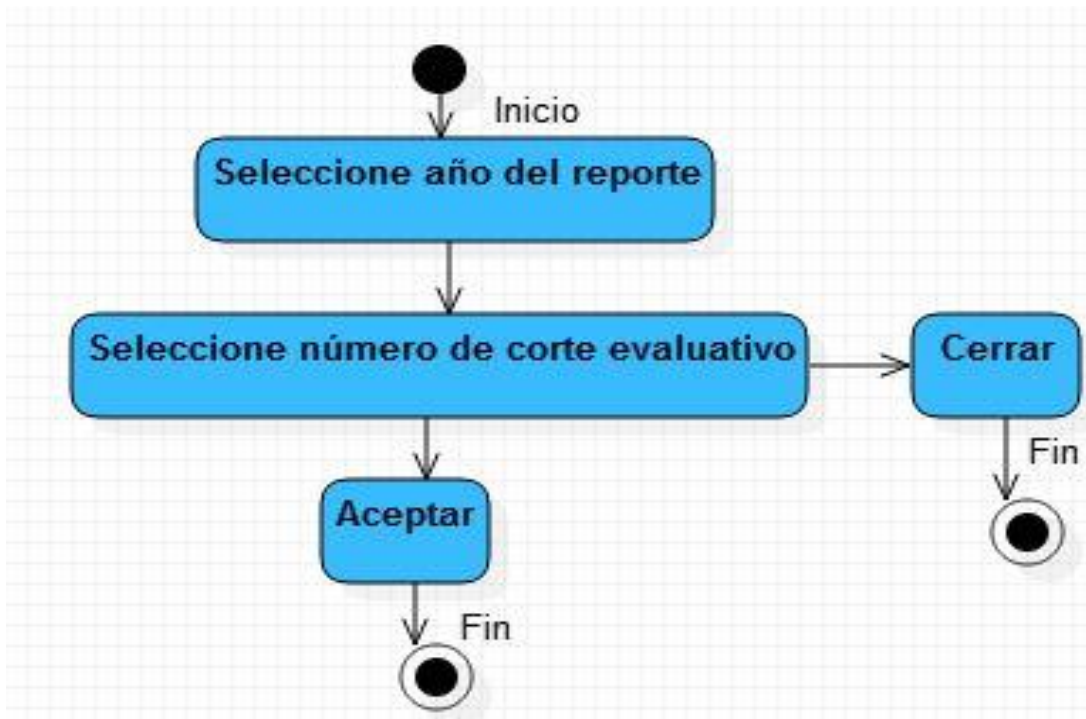 Inicio
Seleccione año del reporte
Seleccione número de corte evaluativo
Cerrar
Fin
Aceptar
Fin